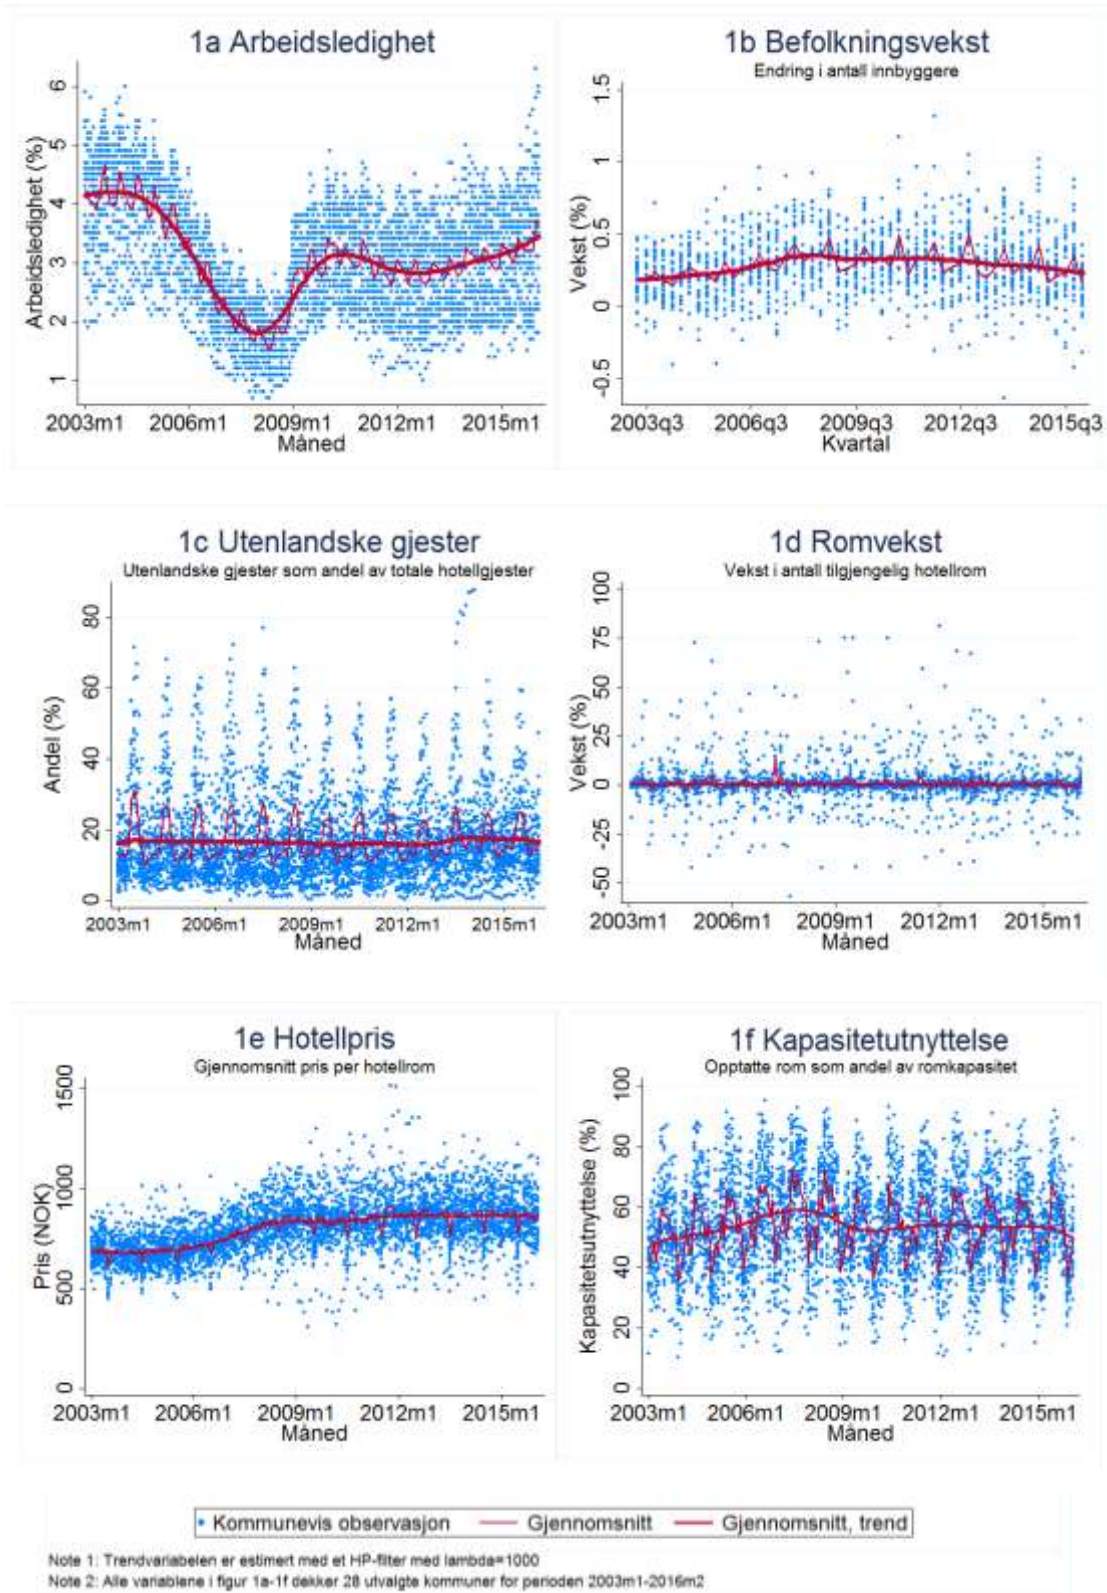 1a Arbeidsledighet
Arbeidsledighet (%)
6
5
4
3
2
1
2003m1 2006m1 2009m1 2012m1 2015m1
Måned
1b Befolkningsvekst
Endring i antall innbyggere
Vekst (%)
1.5
1
0.5
0
-0.5
2003q3 2006q3 2009q3 2012q3 2015q3
Kvartal
1c Utenlandske gjester
Utenlandske gjester som andel av totale hotellgjester
Andel (%)
80
60
40
20
0
2003m1 2006m1 2009m1 2012m1 2015m1
Måned
1d Romvekst
Vekst i antall tilgjengelig hotellrom
Vekst (%)
100
75
50
25
0
-25
-50
2003m1 2006m1 2009m1 2012m1 2015m1
Måned
1e Hotellpris
Gjennomsnitt pris per hotellrom
Pris (NOK)
1500
1000
500
0
2003m1 2006m1 2009m1 2012m1 2015m1
Måned
1f Kapasitetutnyttelse
Opptatte rom som andel av romkapasitet
Kapasitetsutnyttelse (%)
100
80
60
40
20
0
2003m1 2006m1 2009m1 2012m1 2015m1
Måned
Kommunevis observasjon Gjennomsnitt Gjennomsnitt, trend
Note 1: Trendvariabelen er estimert med et HP-filter med lambda=1000
Note 2: Alle variablene i figur 1a-1f dekker 28 utvalgte kommuner for perioden 2003m1-2016m2